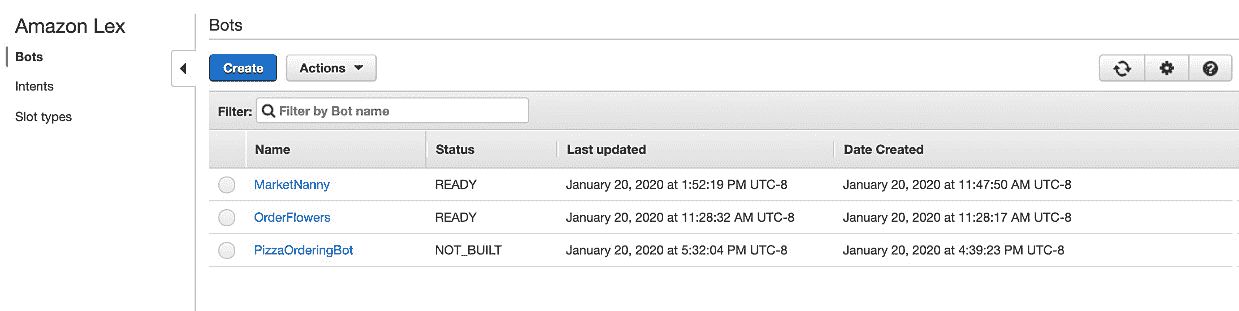 Amazon Lex
Bots
Intents
Slot types
Bots
Create Actions
Filter: Filter by Bot name
Name Status Last updated Date Created
MarketNanny READY January 20, 2020 at 1:52:19 PM UTC-8 January 20, 2020 at 11:47:50 AM UTC-8
OrderFlowers READY January 20, 2020 at 11:28:32 AM UTC-8 January 20, 2020 at 11:28:17 AM UTC-8
PizzaOrderingBot NOT_BUILT January 20, 2020 at 5:32:04 PM UTC-8 January 20, 2020 at 4:39:23 PM UTC-8